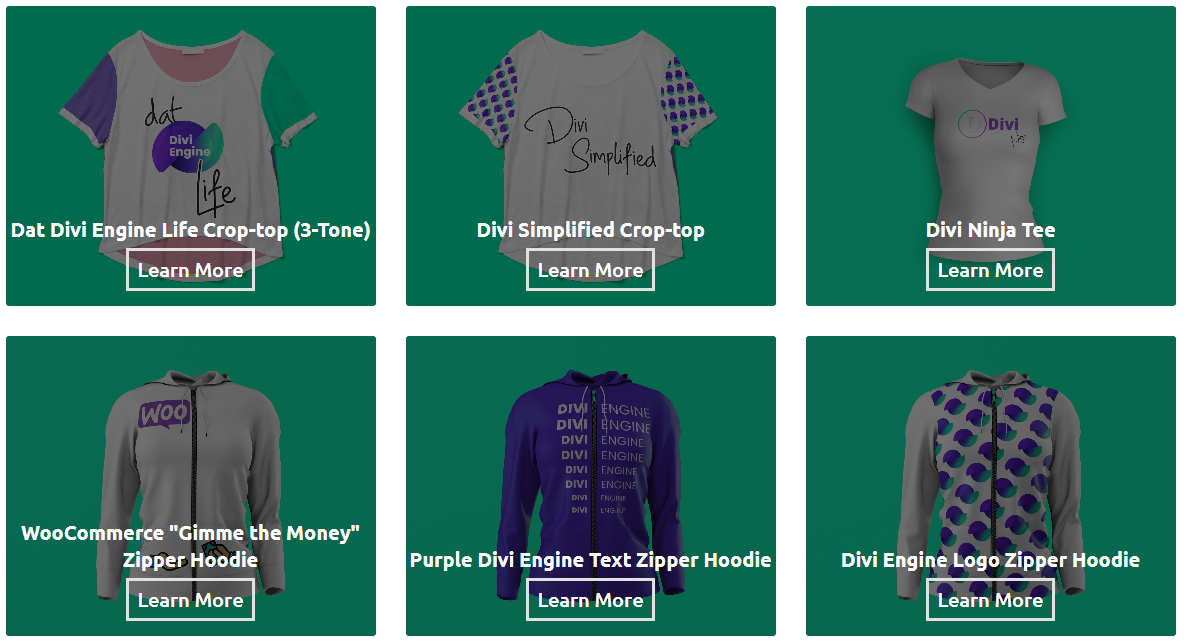 dat
Divi
Engine
Life
Dat Divi Engine Life Crop-top (3-Tone)
Learn More
Divi
Simplified
Divi Simplified Crop-top
Learn More
D Divi
Divi Ninja Tee
Learn More
WOO
WooCommerce "Gimme the Money"
Zipper Hoodie
Learn More
DIVI ENGINE
DIVI ENGINE
DIVI ENGINE
DIVI ENGINE
DIVI ENGINE
DIVI ENGINE
DIVI ENGINE
DIVI ENGINE
Purple Divi Engine Text Zipper Hoodie
Learn More
Divi Engine Logo Zipper Hoodie
Learn More